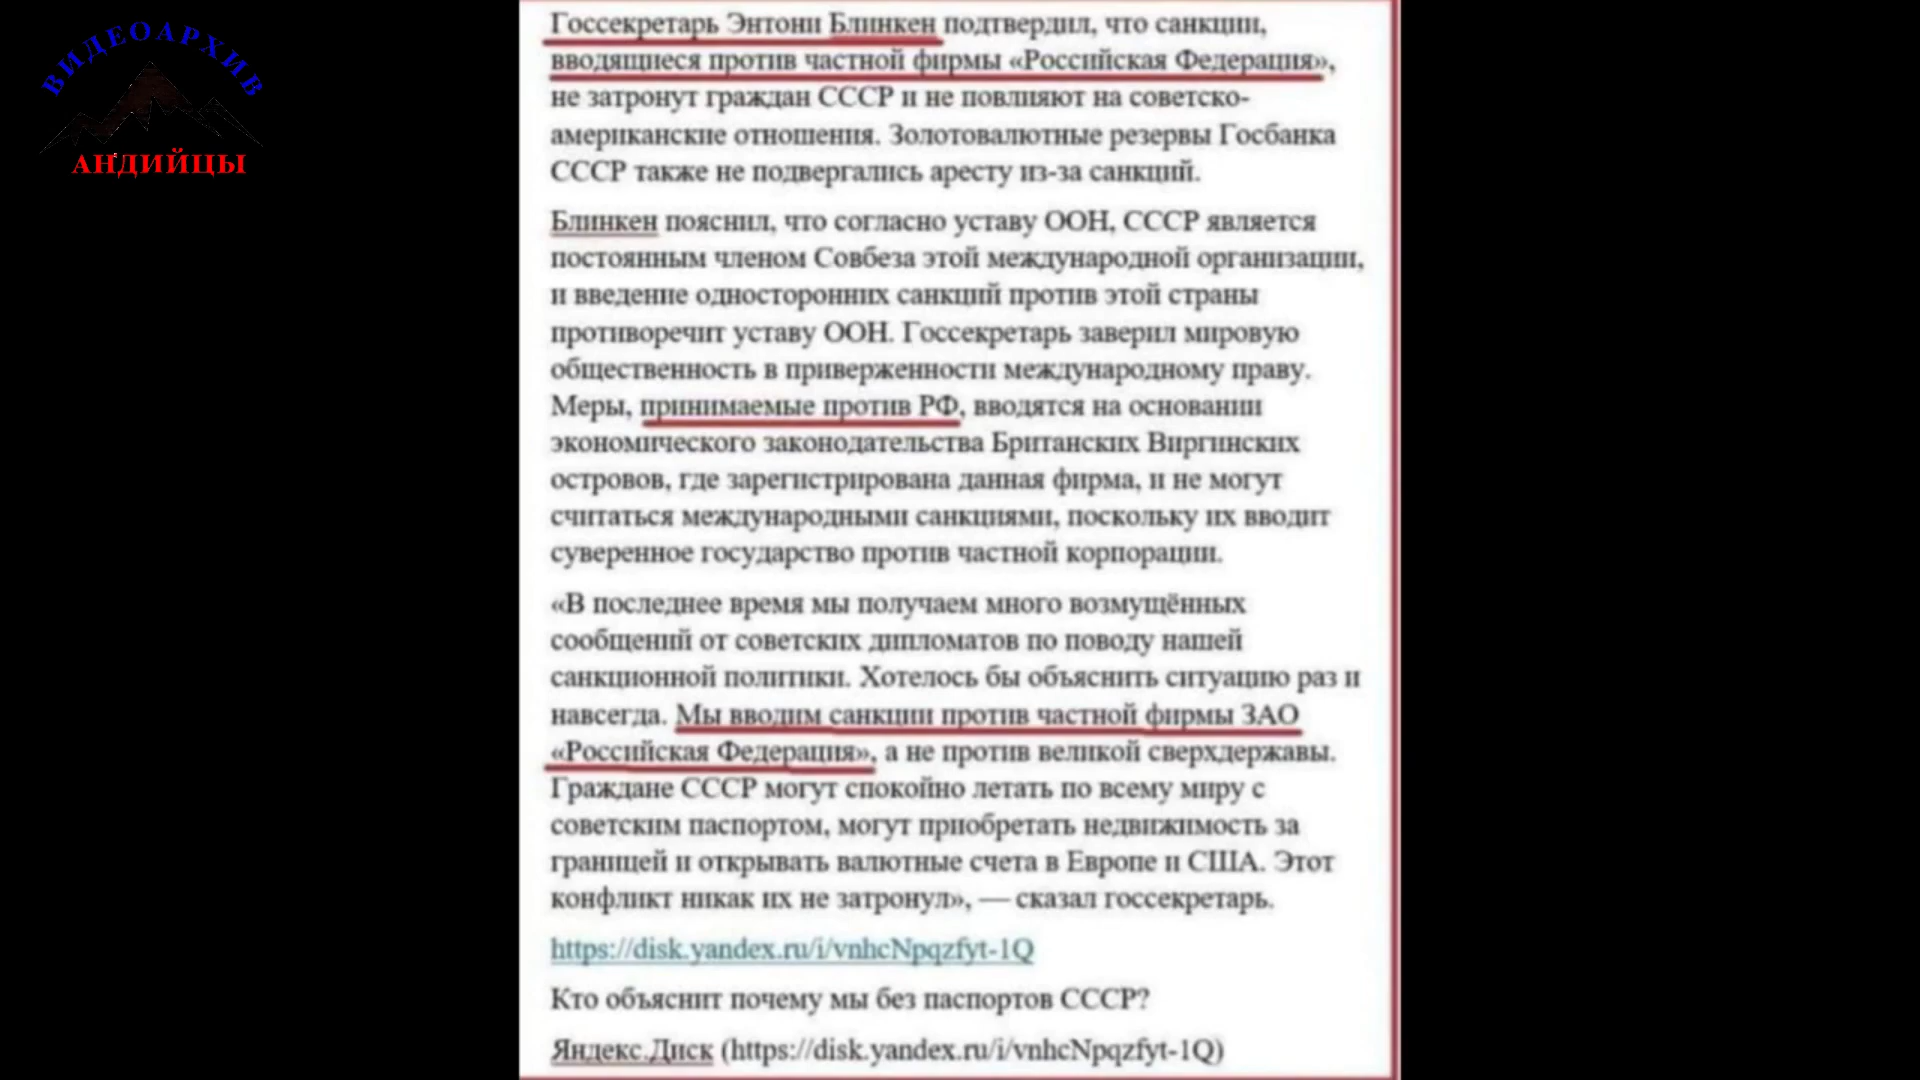 ВИДЕОАРХИВ
АНДИЙЦЫ
Госсекретарь Энтони Блинкен подтвердил, что санкции,
вводящиеся против частной фирмы «Российская Федерация»,
не затронут граждан СССР и не повлияют на советско-
американские отношения. Золотовалютные резервы Госбанка
СССР также не подвергались аресту из-за санкций.
Блинкен пояснил, что согласно уставу ООН, СССР является
постоянным членом Совбеза этой международной организации,
и введение односторонних санкций против этой страны
противоречит уставу ООН. Госсекретарь заверил мировую
общественность в приверженности международному праву.
Меры, принимаемые против РФ, вводятся на основании
экономического законодательства Британских Виргинских
островов, где зарегистрирована данная фирма, и не могут
считаться международными санкциями, поскольку их вводит
суверенное государство против частной корпорации.
«В последнее время мы получаем много возмущённых
сообщений от советских дипломатов по поводу нашей
санкционной политики. Хотелось бы объяснить ситуацию раз и
навсегда. Мы вводим санкции против частной фирмы ЗАО
«Российская Федерация», а не против великой сверхдержавы.
Граждане СССР могут спокойно летать по всему миру с
советским паспортом, могут приобретать недвижимость за
границей и открывать валютные счета в Европе и США. Этот
конфликт никак их не затронул», — сказал госсекретарь.
https://disk.yandex.ru/i/vnhcNpqzfyt-1Q
Кто объяснит почему мы без паспортов СССР?
Яндекс.Диск (https://disk.yandex.ru/i/vnhcNpqzfyt-1Q)